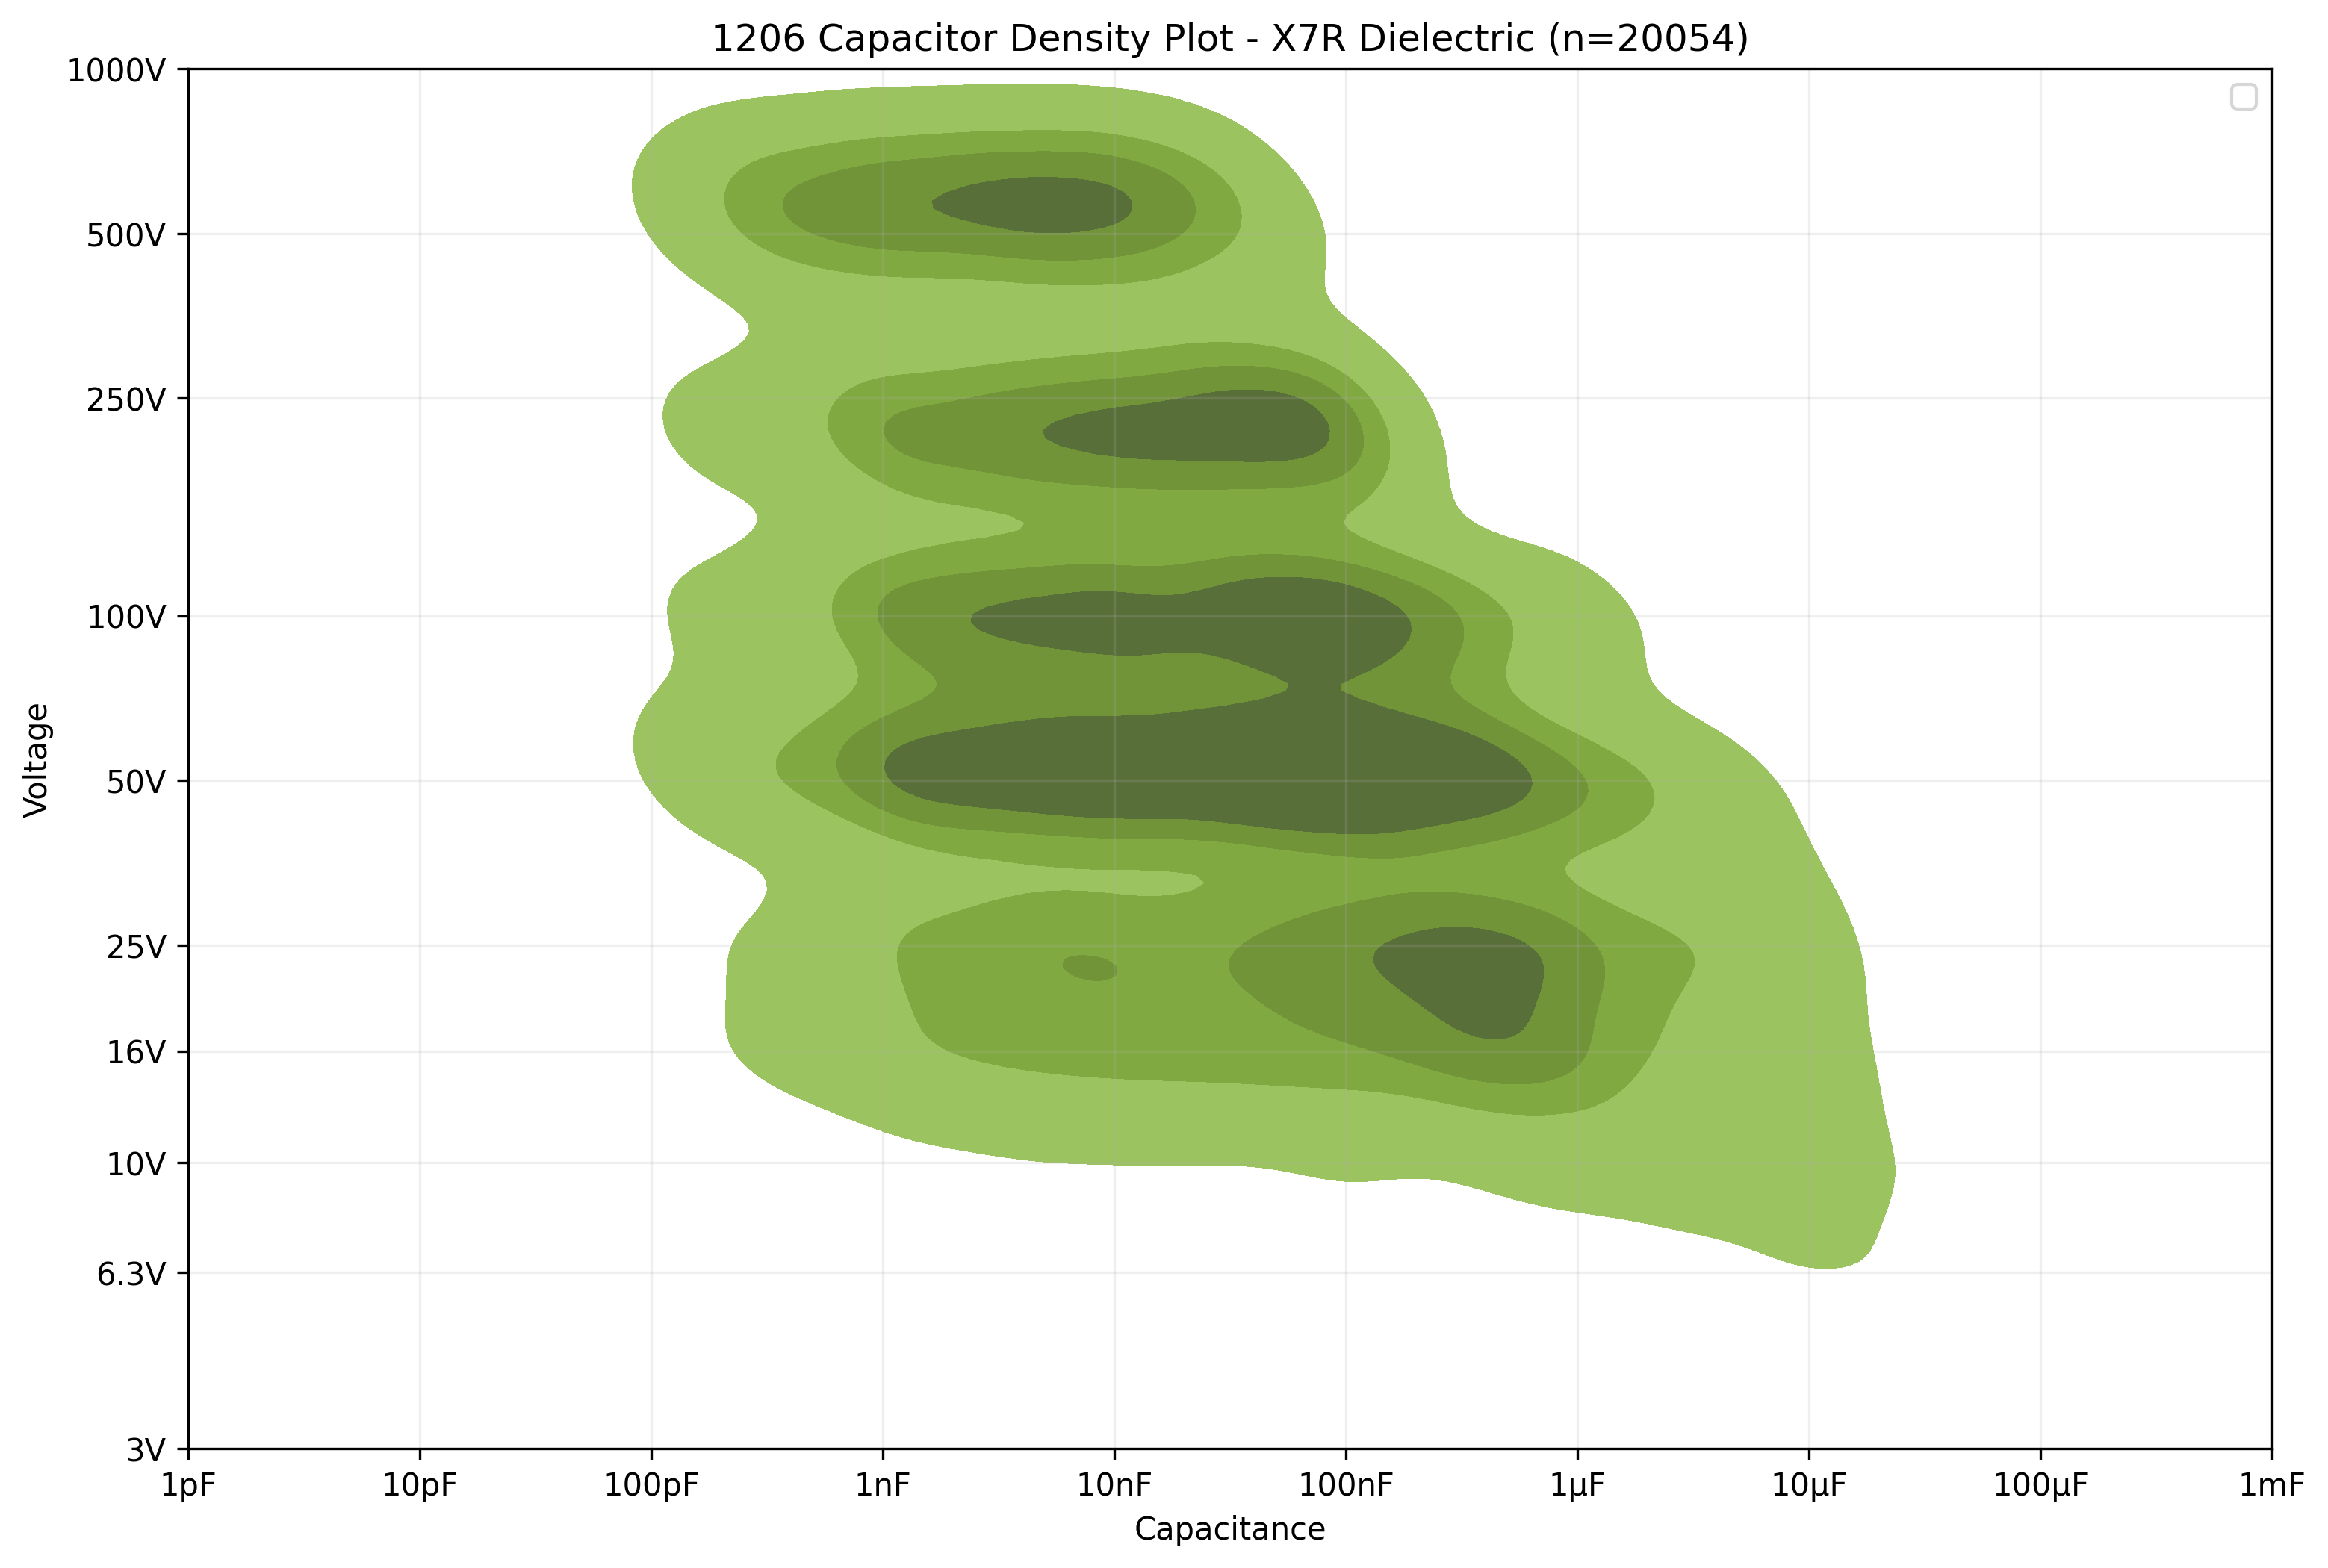 1206 Capacitor Density Plot - X7R Dielectric (n=20054)
1000V
500V
250V
100V
50V
25V
16V
10V
6.3V
3V
Voltage
1pF 10pF 100pF 1nF 10nF 100nF 1μF 10μF 100μF 1mF
Capacitance